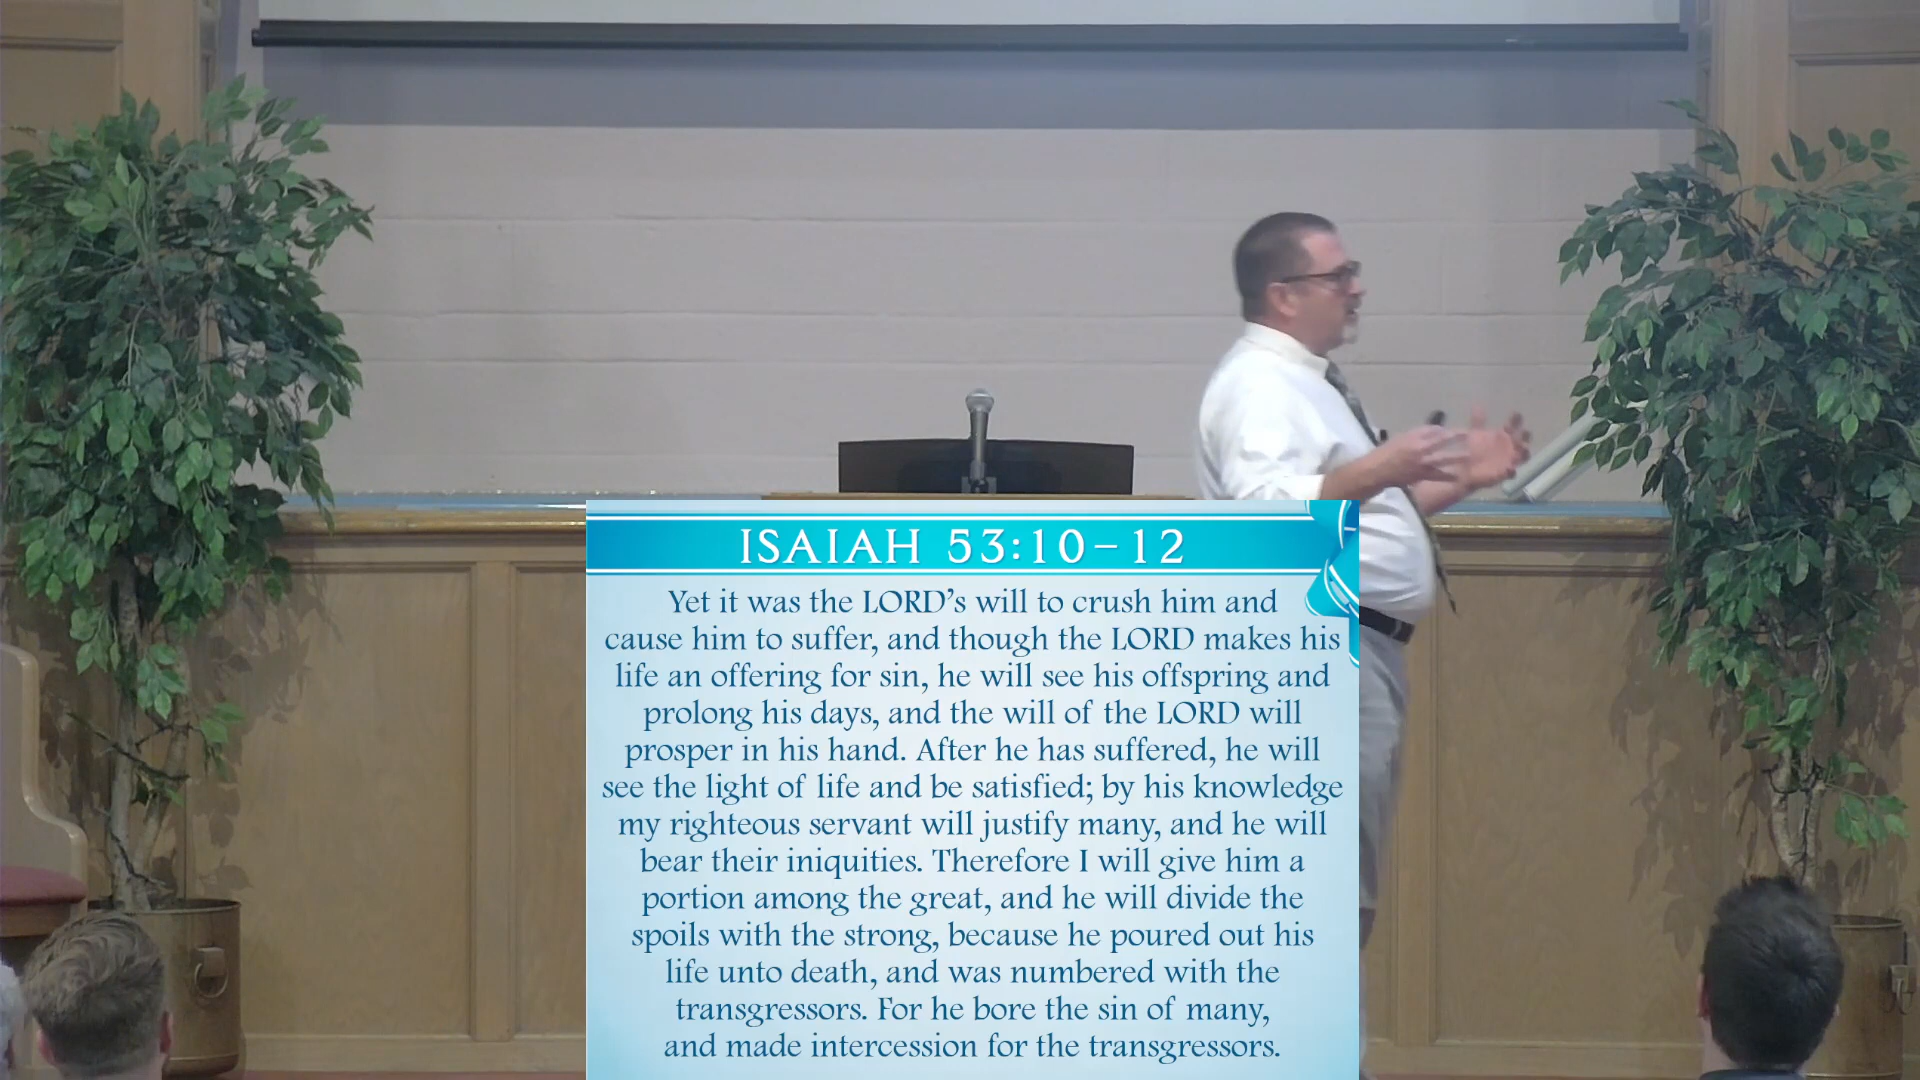 ISAIAH 53:10-12
Yet it was the LORD's will to crush him and
cause him to suffer, and though the LORD makes his
life an offering for sin, he will see his offspring and
prolong his days, and the will of the LORD will
prosper in his hand. After he has suffered, he will
see the light of life and be satisfied; by his knowledge
my righteous servant will justify many, and he will
bear their iniquities. Therefore I will give him a
portion among the great, and he will divide the
spoils with the strong, because he poured out his
life unto death, and was numbered with the
transgressors. For he bore the sin of many,
and made intercession for the transgressors.